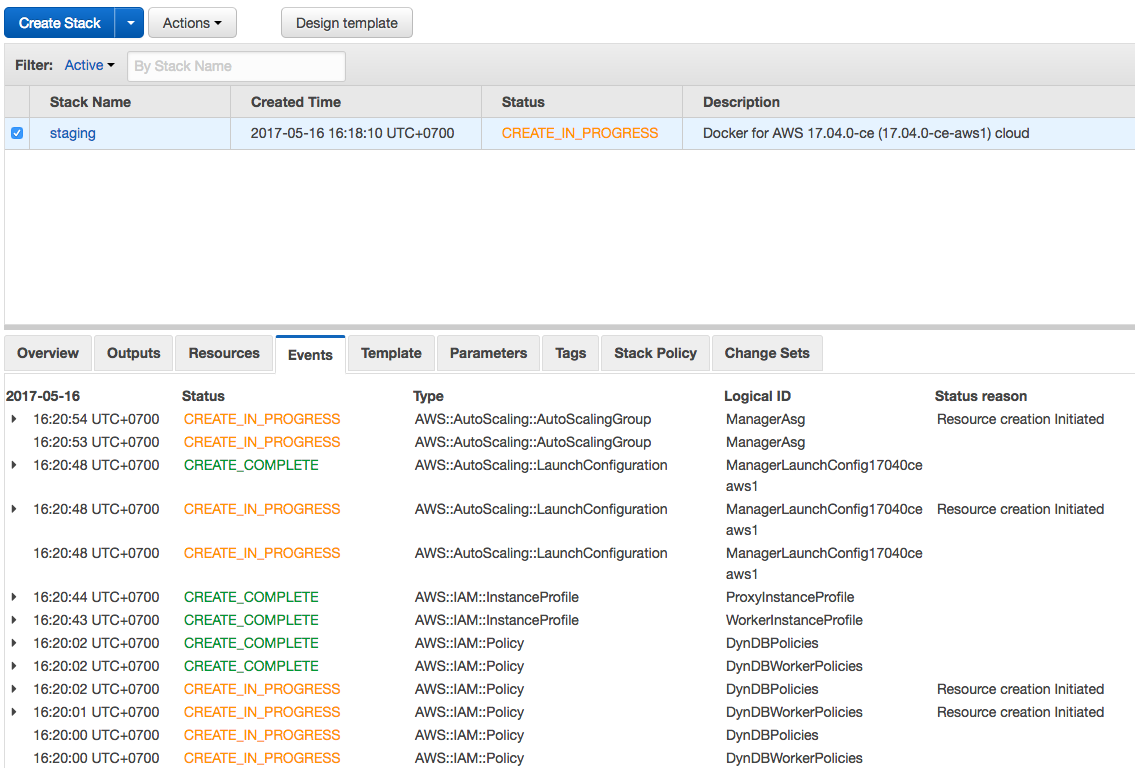 Create Stack Actions Design template
Filter: Active By Stack Name
Stack Name Created Time Status Description
staging 2017-05-16 16:18:10 UTC+0700 CREATE_IN_PROGRESS Docker for AWS 17.04.0-ce (17.04.0-ce-aws1) cloud
Overview Outputs Resources Events Template Parameters Tags Stack Policy Change Sets
2017-05-16 Status Type Logical ID Status reason
16:20:54 UTC+0700 CREATE_IN_PROGRESS AWS::AutoScaling::AutoScalingGroup ManagerAsg Resource creation Initiated
16:20:53 UTC+0700 CREATE_IN_PROGRESS AWS::AutoScaling::AutoScalingGroup ManagerAsg
16:20:48 UTC+0700 CREATE_COMPLETE AWS::AutoScaling::LaunchConfiguration ManagerLaunchConfig17040ce
aws1
16:20:48 UTC+0700 CREATE_IN_PROGRESS AWS::AutoScaling::LaunchConfiguration ManagerLaunchConfig17040ce Resource creation Initiated
aws1
16:20:48 UTC+0700 CREATE_IN_PROGRESS AWS::AutoScaling::LaunchConfiguration ManagerLaunchConfig17040ce
aws1
16:20:44 UTC+0700 CREATE_COMPLETE AWS::IAM::InstanceProfile ProxyInstanceProfile
16:20:43 UTC+0700 CREATE_COMPLETE AWS::IAM::InstanceProfile WorkerInstanceProfile
16:20:02 UTC+0700 CREATE_COMPLETE AWS::IAM::Policy DynDBPolicies
16:20:02 UTC+0700 CREATE_COMPLETE AWS::IAM::Policy DynDBWorkerPolicies
16:20:02 UTC+0700 CREATE_IN_PROGRESS AWS::IAM::Policy DynDBPolicies Resource creation Initiated
16:20:01 UTC+0700 CREATE_IN_PROGRESS AWS::IAM::Policy DynDBWorkerPolicies Resource creation Initiated
16:20:00 UTC+0700 CREATE_IN_PROGRESS AWS::IAM::Policy DynDBPolicies
16:20:00 UTC+0700 CREATE_IN_PROGRESS AWS::IAM::Policy DynDBWorkerPolicies